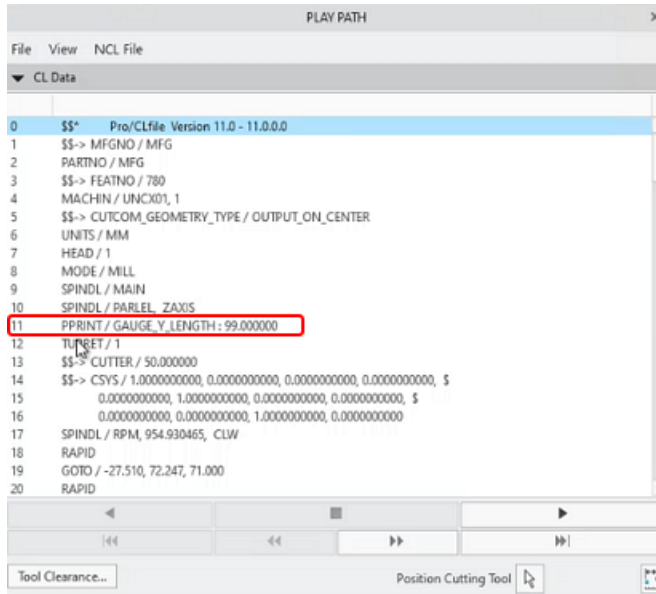 PLAY PATH
File View NCL File
CL Data
0 $$* Pro/CLfile Version 11.0 - 11.0.0.0
1 $$-> MFGNO / MFG
2 PARTNO / MFG
3 $$-> FEATNO / 780
4 MACHIN / UNCX01, 1
5 $$-> CUTCOM_GEOMETRY_TYPE / OUTPUT_ON_CENTER
6 UNITS / MM
7 HEAD / 1
8 MODE / MILL
9 SPINDL / MAIN
10 SPINDL / PARLEL, ZAXIS
11 PPRINT / GAUGE_Y_LENGTH : 99.000000
12 TURRET / 1
13 $$-> CUTTER / 50.000000
14 $$-> CSYS / 1.0000000000, 0.0000000000, 0.0000000000, 0.0000000000, $
15 0.0000000000, 1.0000000000, 0.0000000000, 0.0000000000, $
16 0.0000000000, 0.0000000000, 1.0000000000, 0.0000000000
17 SPINDL / RPM, 954.930465, CLW
18 RAPID
19 GOTO / -27.510, 72.247, 71.000
20 RAPID
Tool Clearance... Position Cutting Tool